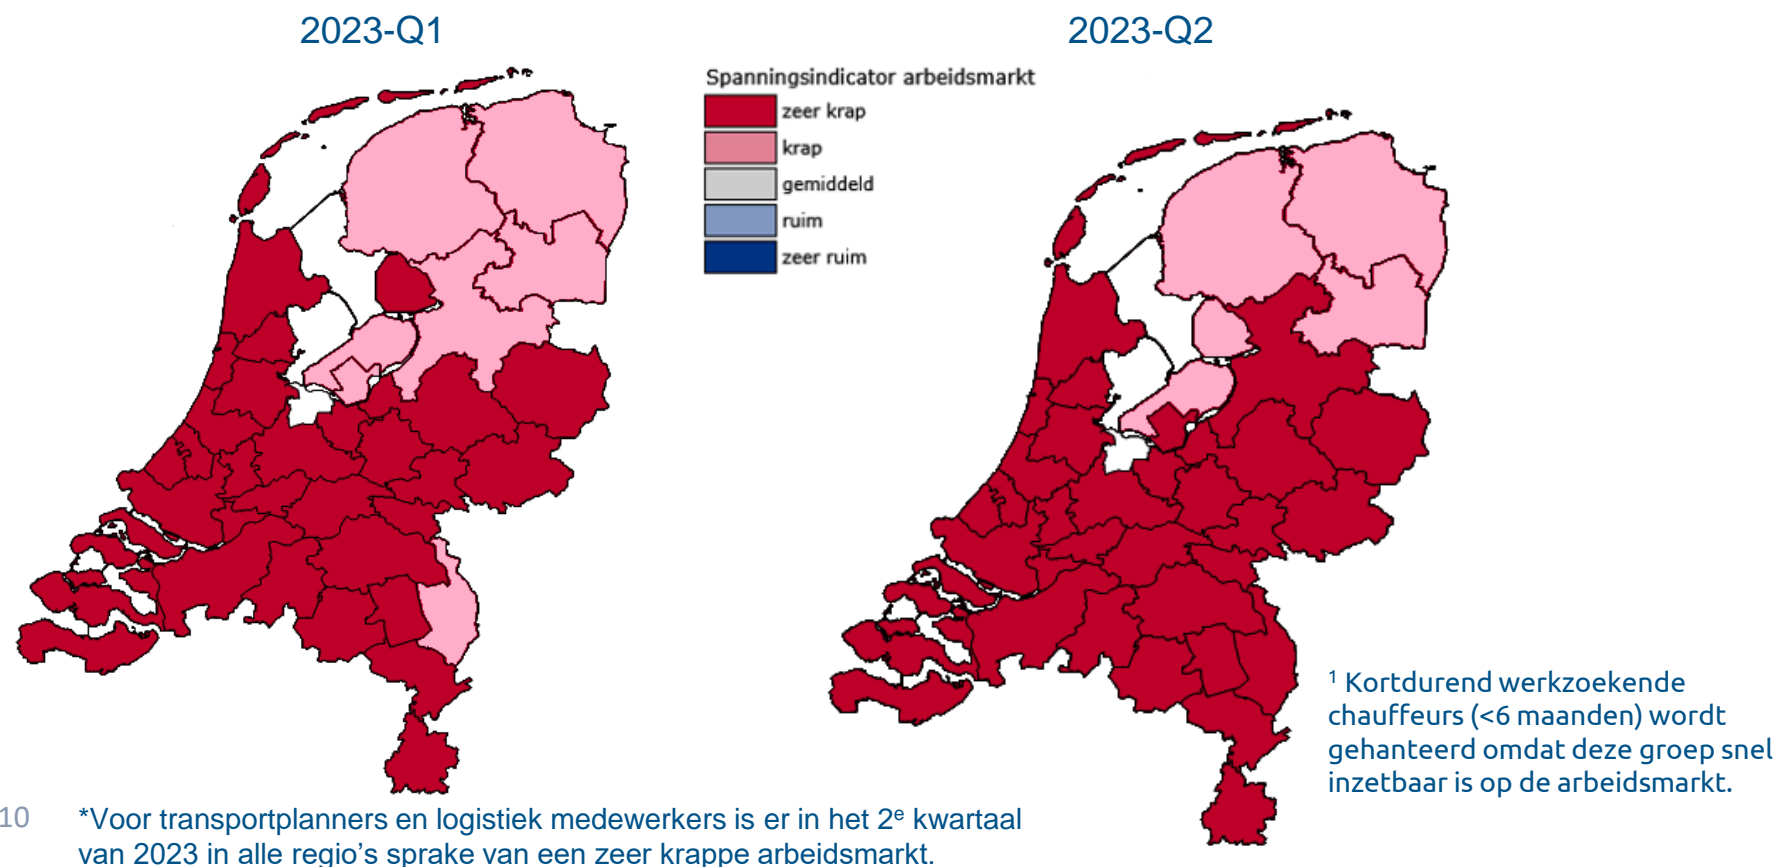 2023-Q1
2023-Q2
Spanningsindicator arbeidsmarkt
zeer krap
krap
gemiddeld
ruim
zeer ruim
¹ Kortdurend werkzoekende
chauffeurs (<6 maanden) wordt
gehanteerd omdat deze groep snel
inzetbaar is op de arbeidsmarkt.
10
*Voor transportplanners en logistiek medewerkers is er in het 2ᵉ kwartaal
van 2023 in alle regio's sprake van een zeer krappe arbeidsmarkt.